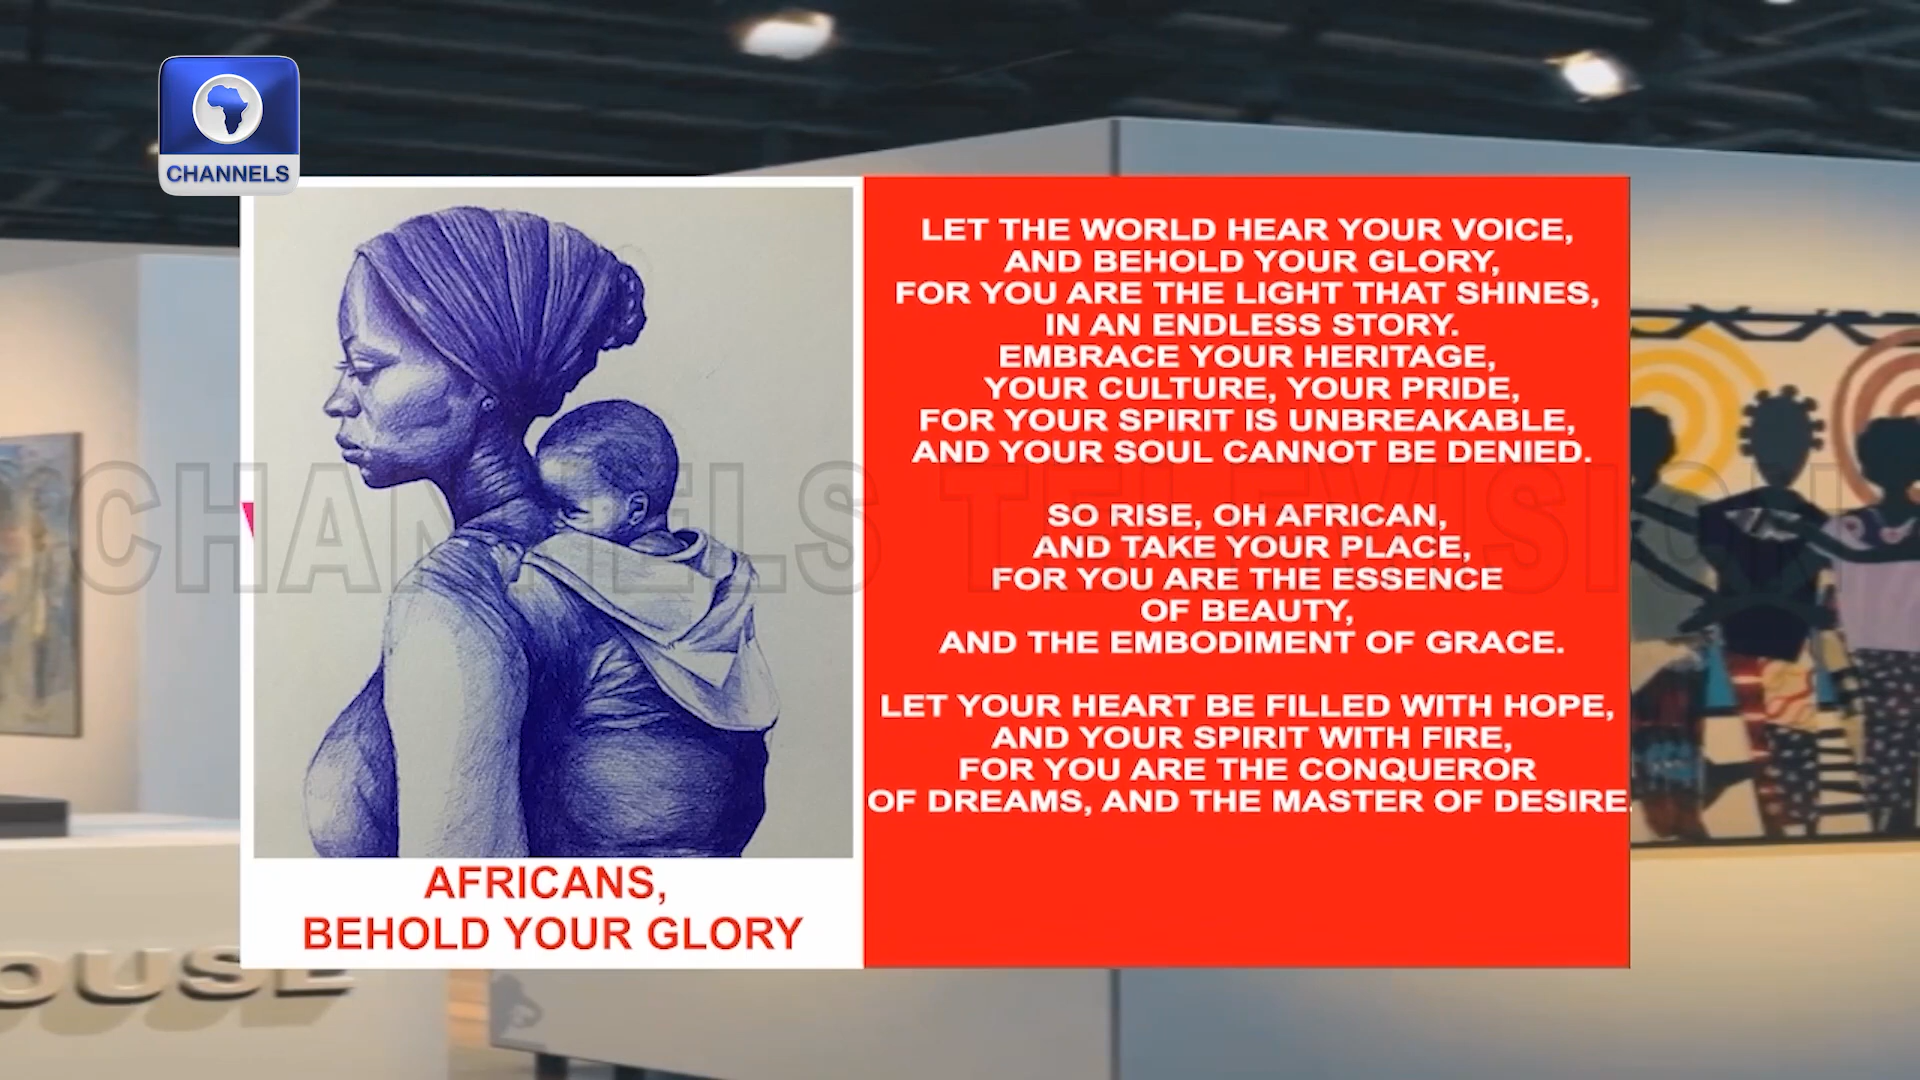 CHANNELS
LET THE WORLD HEAR YOUR VOICE,
AND BEHOLD YOUR GLORY,
FOR YOU ARE THE LIGHT THAT SHINES,
IN AN ENDLESS STORY.
EMBRACE YOUR HERITAGE,
YOUR CULTURE, YOUR PRIDE,
FOR YOUR SPIRIT IS UNBREAKABLE,
AND YOUR SOUL CANNOT BE DENIED.
SO RISE, OH AFRICAN,
AND TAKE YOUR PLACE,
FOR YOU ARE THE ESSENCE
OF BEAUTY,
AND THE EMBODIMENT OF GRACE.
LET YOUR HEART BE FILLED WITH HOPE,
AND YOUR SPIRIT WITH FIRE,
FOR YOU ARE THE CONQUEROR
OF DREAMS, AND THE MASTER OF DESIRE.
CHANNELS TELEVISION
AFRICANS,
BEHOLD YOUR GLORY